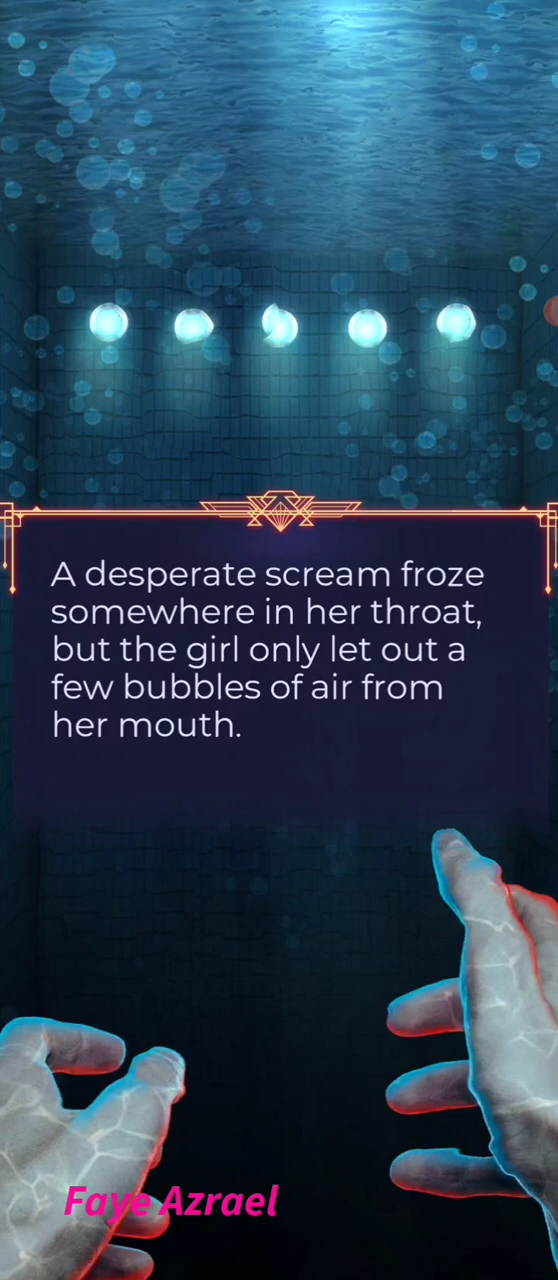 A desperate scream froze
somewhere in her throat,
but the girl only let out a
few bubbles of air from
her mouth.
Faye Azrael